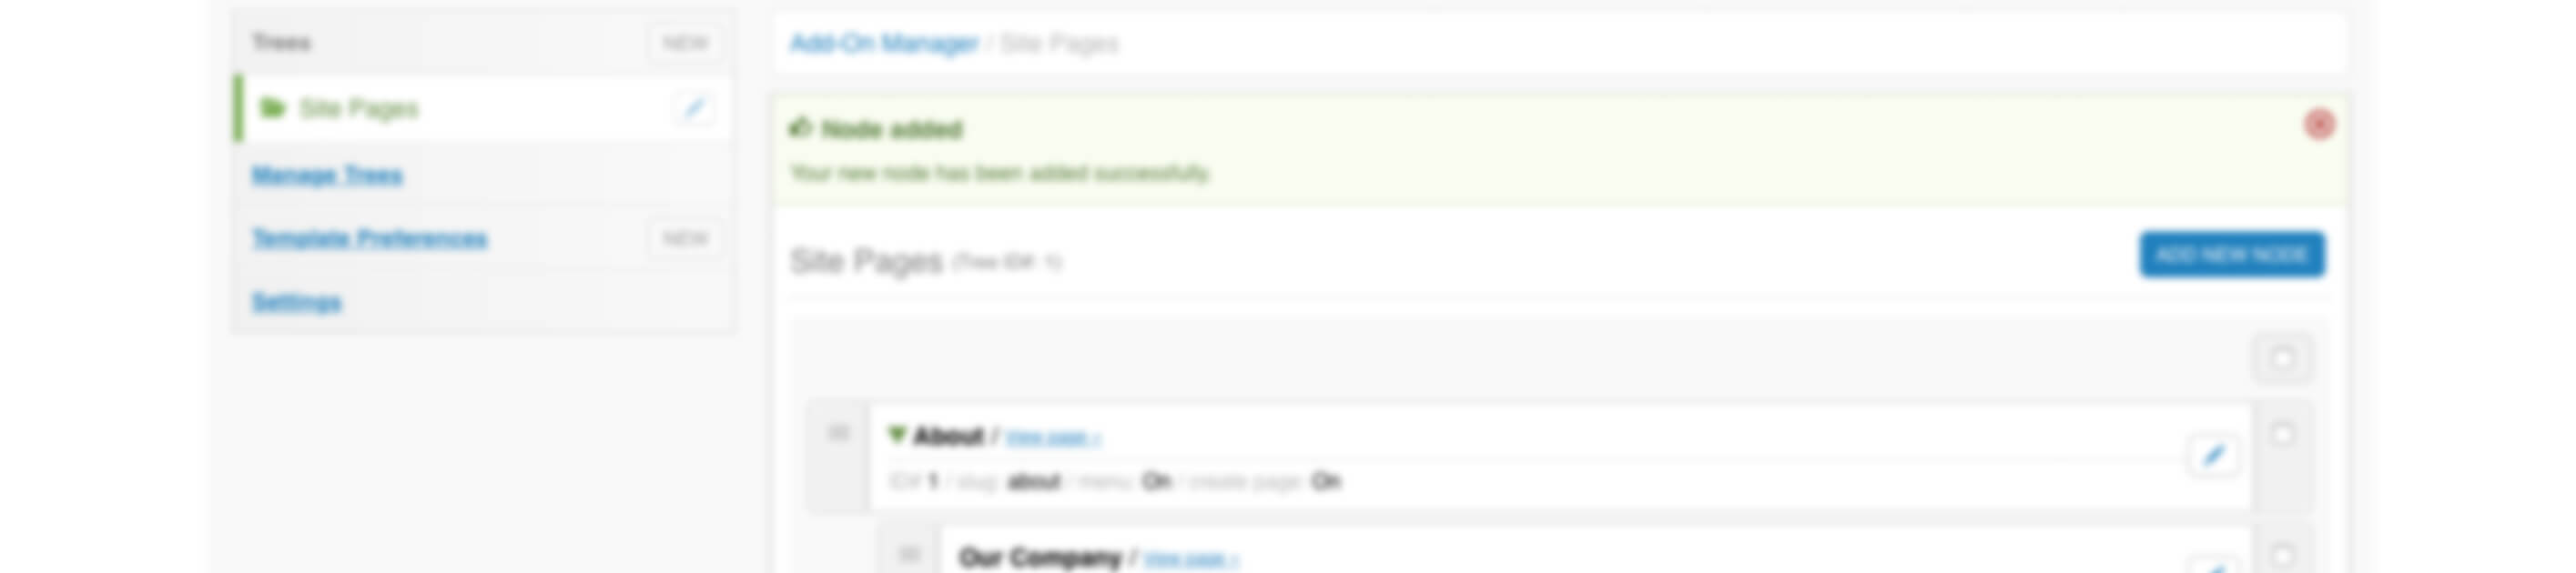 Trees NEW
Site Pages
Manage Trees
Template Preferences NEW
Settings
Add-On Manager / Site Pages
Node added
Your new node has been added successfully.
Site Pages (Tree ID#: 1)
ADD NEW NODE
About / View page »
ID# 1 / slug: about / menu: On / create page: On
Our Company / View page »